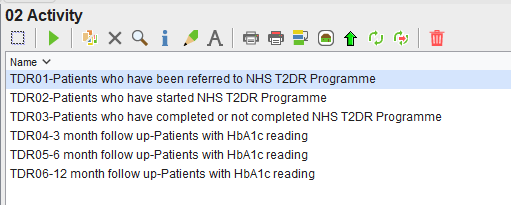 02 Activity
A
Name
TDR01-Patients who have been referred to NHS T2DR Programme
TDR02-Patients who have started NHS T2DR Programme
TDR03-Patients who have completed or not completed NHS T2DR Programme
TDR04-3 month follow up-Patients with HbA1c reading
TDR05-6 month follow up-Patients with HbA1c reading
TDR06-12 month follow up-Patients with HbA1c reading